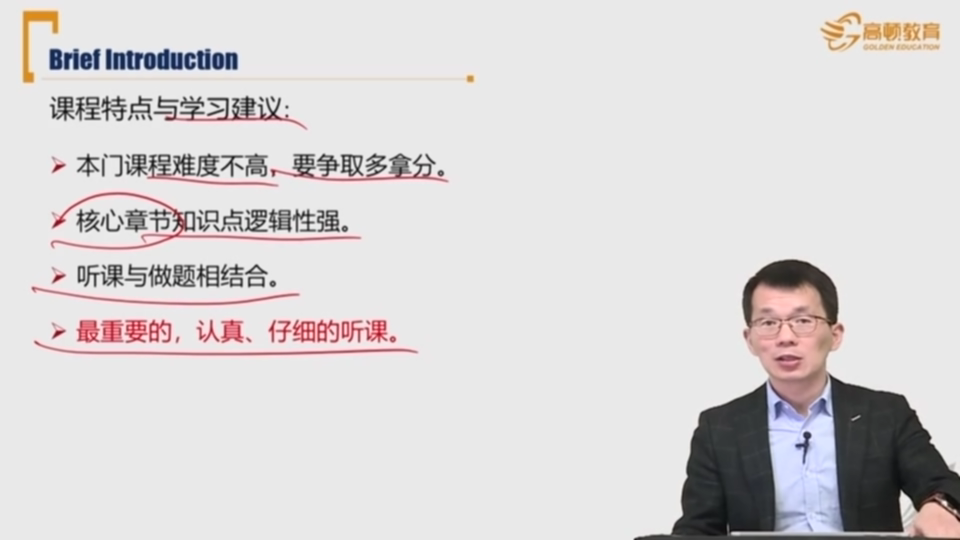 Brief Introduction
高顿教育
GOLDEN EDUCATION
课程特点与学习建议:
本门课程难度不高，要争取多拿分。
核心章节知识点逻辑性强。
听课与做题相结合。
最重要的，认真、仔细的听课。